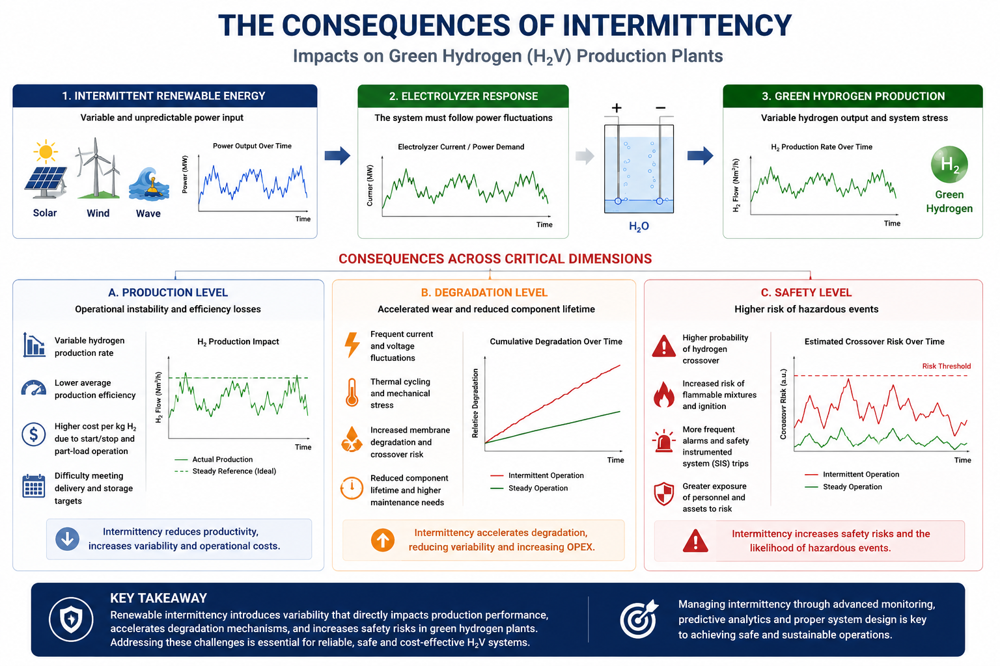 THE CONSEQUENCES OF INTERMITTENCY
Impacts on Green Hydrogen (H₂V) Production Plants
1. INTERMITTENT RENEWABLE ENERGY
Variable and unpredictable power input
Solar
Wind
Wave
Power Output Over Time
Power (MW)
Time
2. ELECTROLYZER RESPONSE
The system must follow power fluctuations
Electrolyzer Current / Power Demand
(MW)
Time
+
−
H₂O
3. GREEN HYDROGEN PRODUCTION
Variable hydrogen output and system stress
H₂ Production Rate Over Time
H₂ Flow (Nm³/h)
Time
H₂
Green
Hydrogen
CONSEQUENCES ACROSS CRITICAL DIMENSIONS
A. PRODUCTION LEVEL
Operational instability and efficiency losses
Variable hydrogen
production rate
Lower average
production efficiency
$
Higher cost per kg H₂
due to start/stop and
part-load operation
Difficulty meeting
delivery and storage
targets
H₂ Production Impact
H₂ Flow (Nm³/h)
Time
Actual Production
Steady Reference (Ideal)
Intermittency reduces productivity,
increases variability and operational costs.
B. DEGRADATION LEVEL
Accelerated wear and reduced component lifetime
Frequent current
and voltage
fluctuations
Thermal cycling
and mechanical
stress
Increased membrane
degradation and
crossover risk
Reduced component
lifetime and higher
maintenance needs
Cumulative Degradation Over Time
Degradation
Time
Intermittent Operation
Steady Operation
Intermittency accelerates degradation,
reducing veriability and increasing OPEX.
C. SAFETY LEVEL
Higher risk of hazardous events
Higher probability
of hydrogen
crossover
Increased risk of
flammable mixtures
and ignition
More frequent
alarms and safety
instrumented
system (SIS) trips
Greater exposure
of personnel and
assets to risk
Estimated Crossover Risk Over Time
Risk Threshold
(a.u.)
Time
Intermittent Operation
Steady Operation
Intermittency increases safety risks and the
likelihood of hazardous events.
KEY TAKEAWAY
Renewable intermittency introduces variability that directly impacts production performance,
accelerates degradation mechanisms, and increases safety risks in green hydrogen plants.
Addressing these challenges is essential for reliable, safe and cost-effective H₂V systems.
Managing intermittency through advanced monitoring,
predictive analytics and proper system design is key
to achieving safe and sustainable operations.